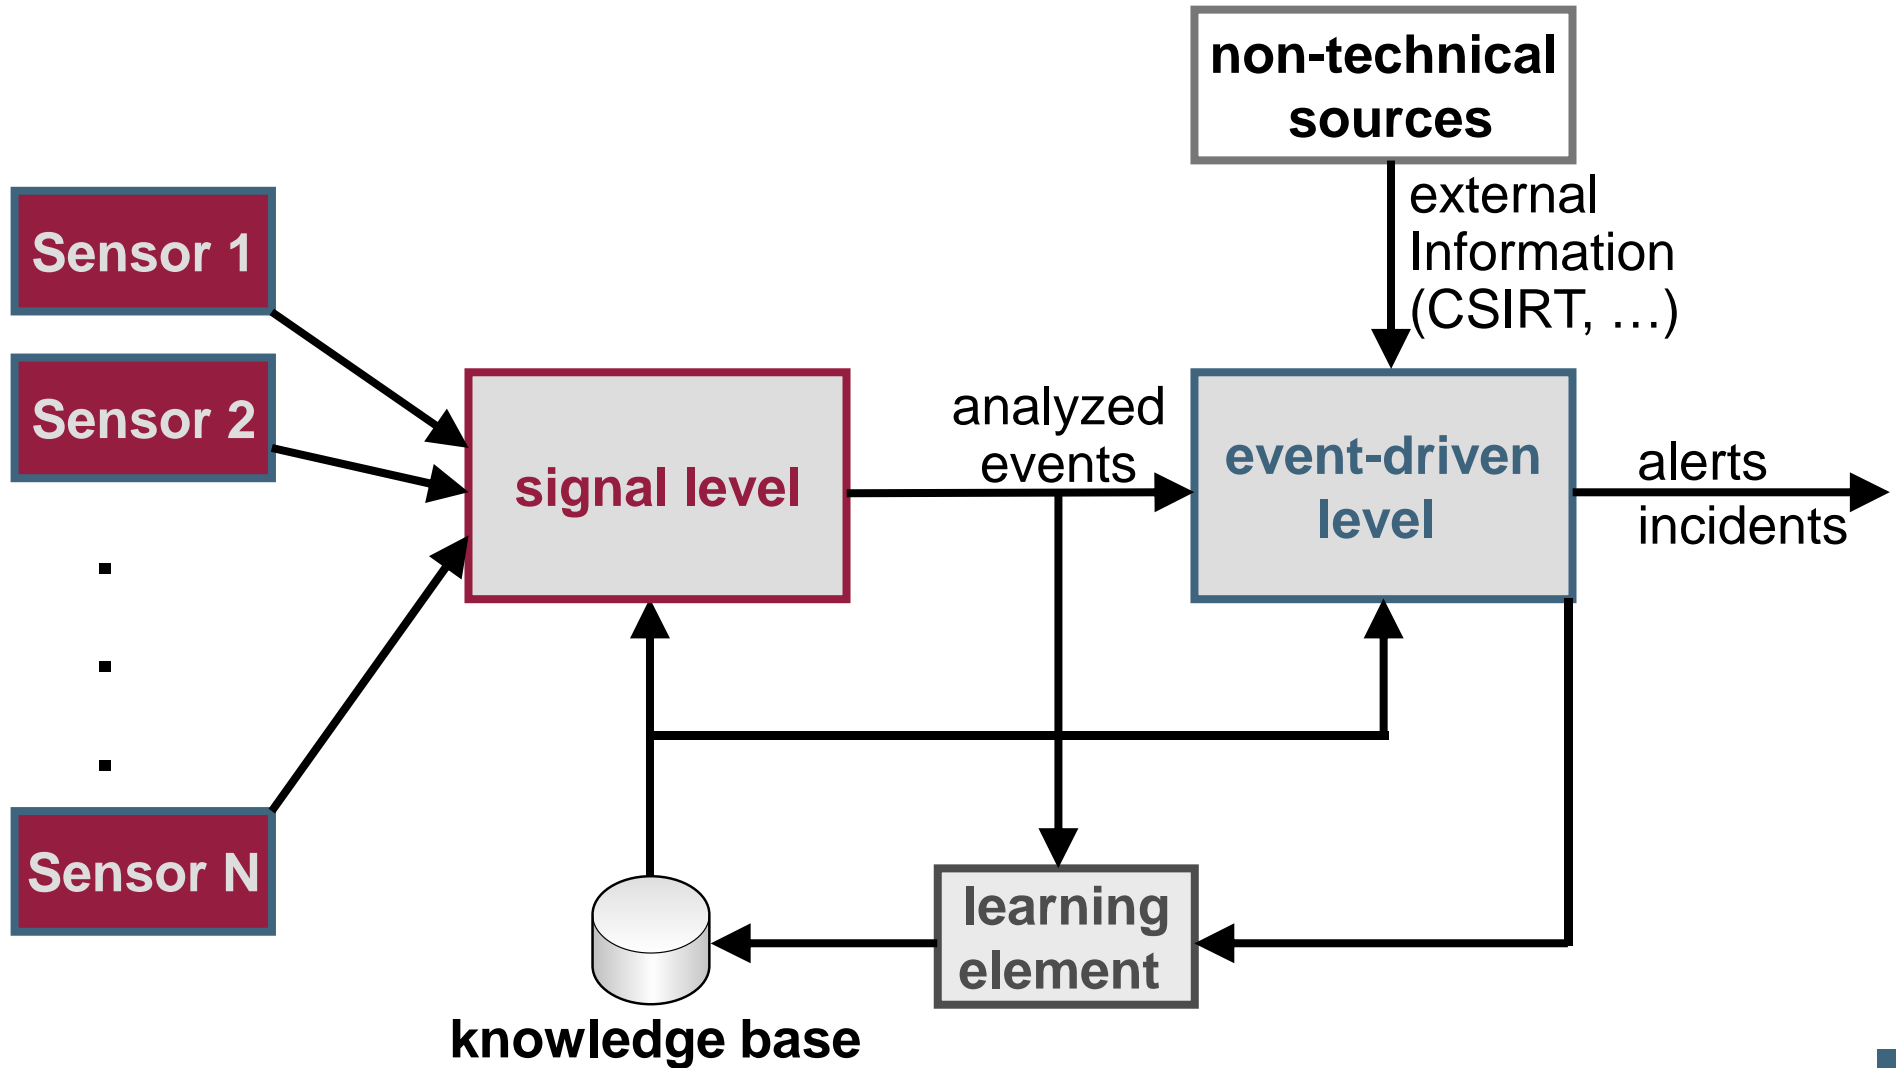 non-technical
sources
external
Information
(CSIRT, …)
Sensor 1
Sensor 2
Sensor N
signal level
analyzed
events
event-driven
level
alerts
incidents
learning
element
knowledge base